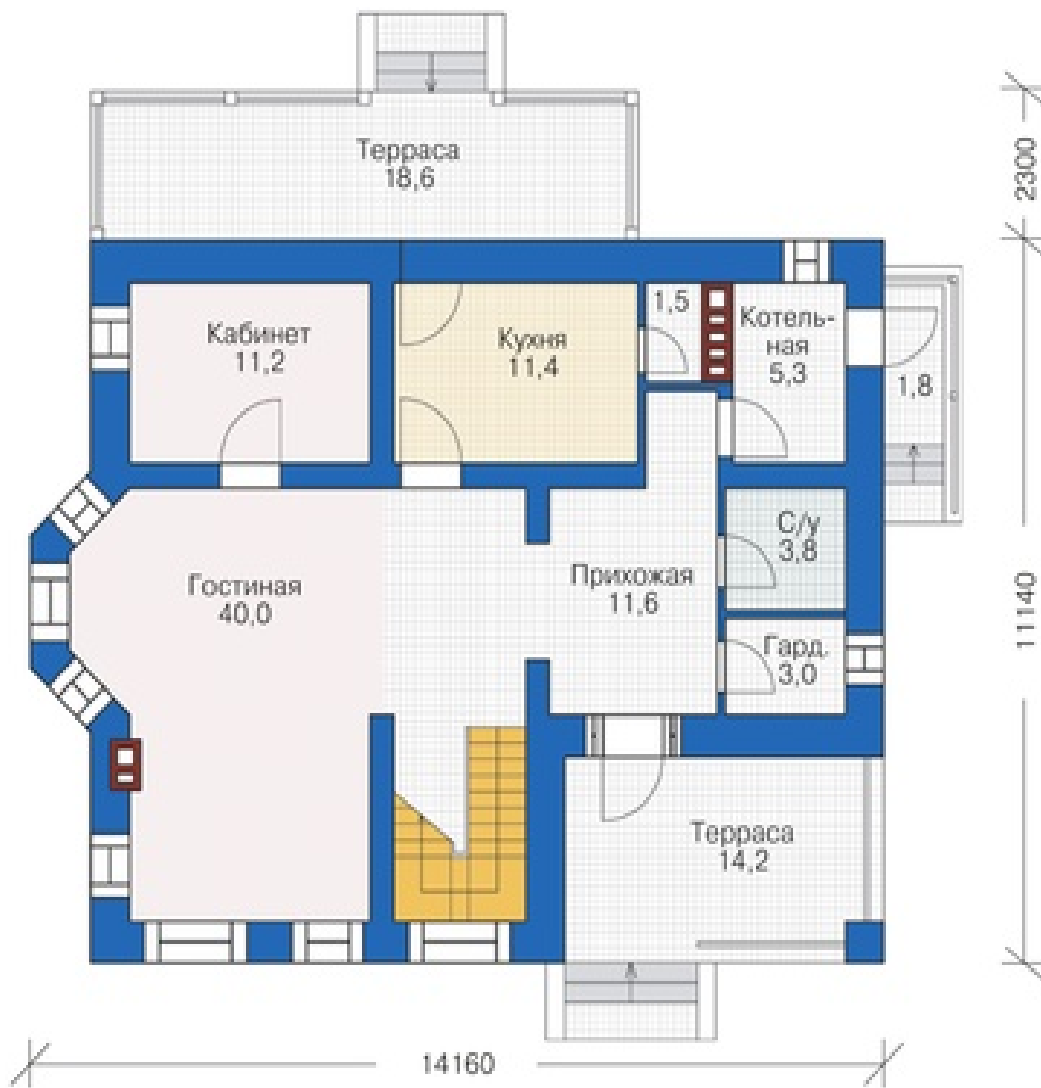 Терраса
18,6
2300
Кабинет
11,2
Кухня
11,4
1,5
Котель-
ная
5,3
1,8
С/у
3,8
Гостиная
40,0
Прихожая
11,6
11140
Гард.
3,0
Терраса
14,2
14160